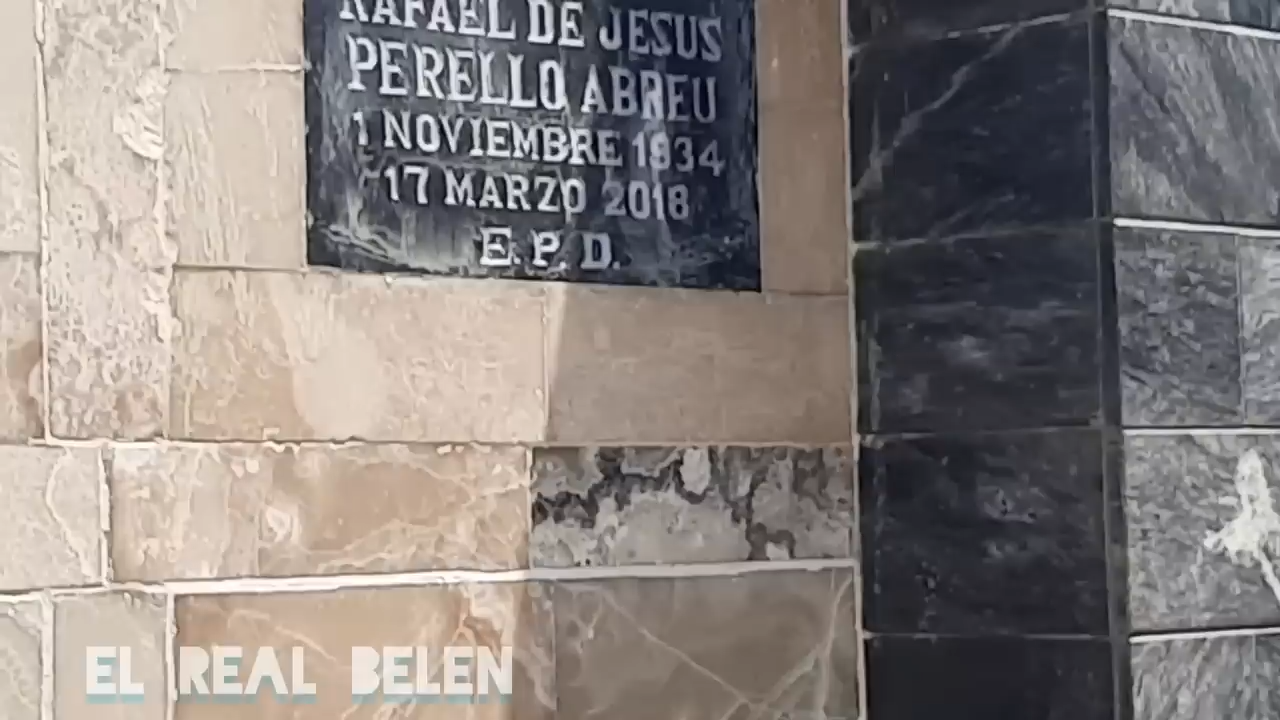 RAFAEL DE JESUS
PERELLO ABREU
1 NOVIEMBRE 1934
17 MARZO 2018
E. P. D.
EL REAL BELEN